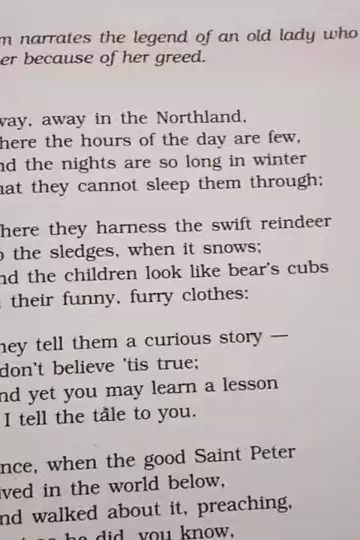 m narrates the legend of an old lady who
er because of her greed.
way, away in the Northland,
here the hours of the day are few,
nd the nights are so long in winter
hat they cannot sleep them through;
here they harness the swift reindeer
o the sledges, when it snows;
nd the children look like bear's cubs
their funny, furry clothes:
hey tell them a curious story —
don't believe 'tis true;
nd yet you may learn a lesson
I tell the tale to you.
nce, when the good Saint Peter
ived in the world below,
nd walked about it, preaching,
he did, you know,